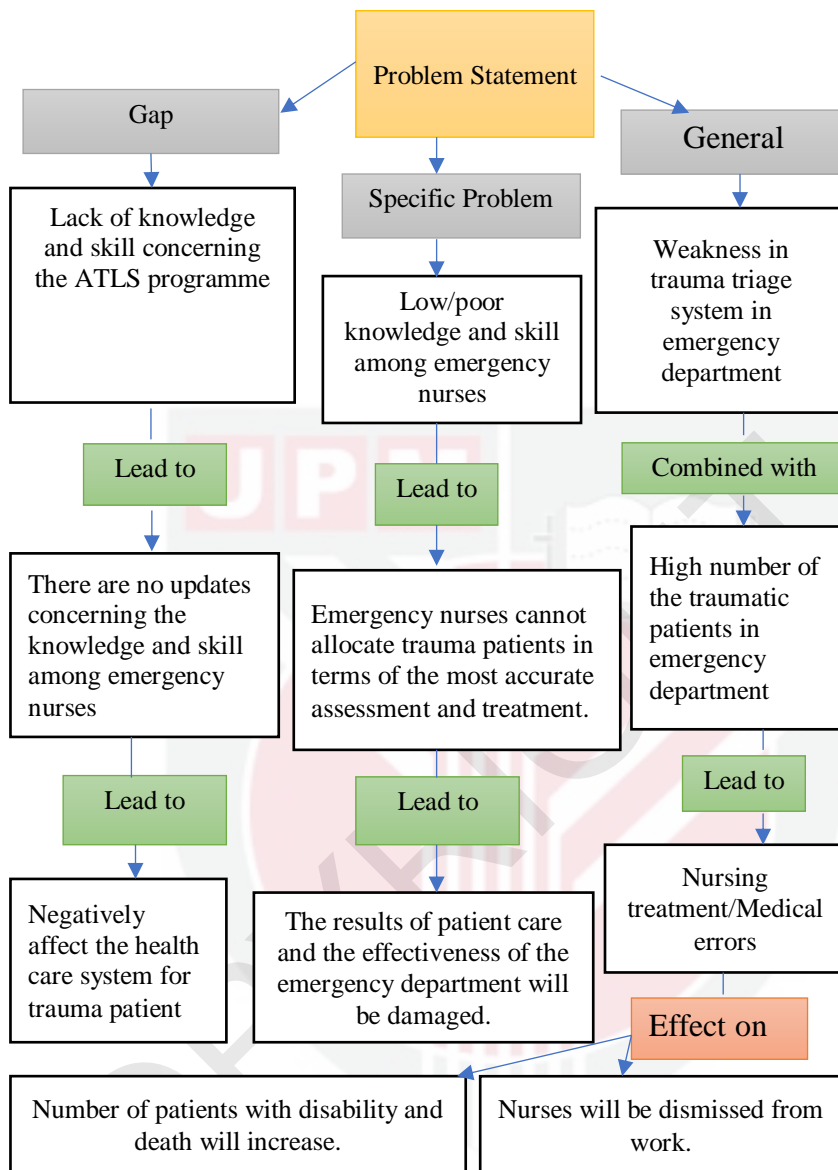 Problem Statement
Gap
General
Specific Problem
Lack of knowledge
and skill concerning
the ATLS programme
Low/poor
knowledge and skill
among emergency
nurses
Weakness in
trauma triage
system in
emergency
department
Lead to
Lead to
Combined with
There are no updates
concerning the
knowledge and skill
among emergency
nurses
Emergency nurses cannot
allocate trauma patients in
terms of the most accurate
assessment and treatment.
High number of
the traumatic
patients in
emergency
department
Lead to
Lead to
Lead to
Negatively
affect the health
care system for
trauma patient
The results of patient care
and the effectiveness of the
emergency department will
be damaged.
Nursing
treatment/Medical
errors
Effect on
Number of patients with disability and
death will increase.
Nurses will be dismissed from
work.
UPM